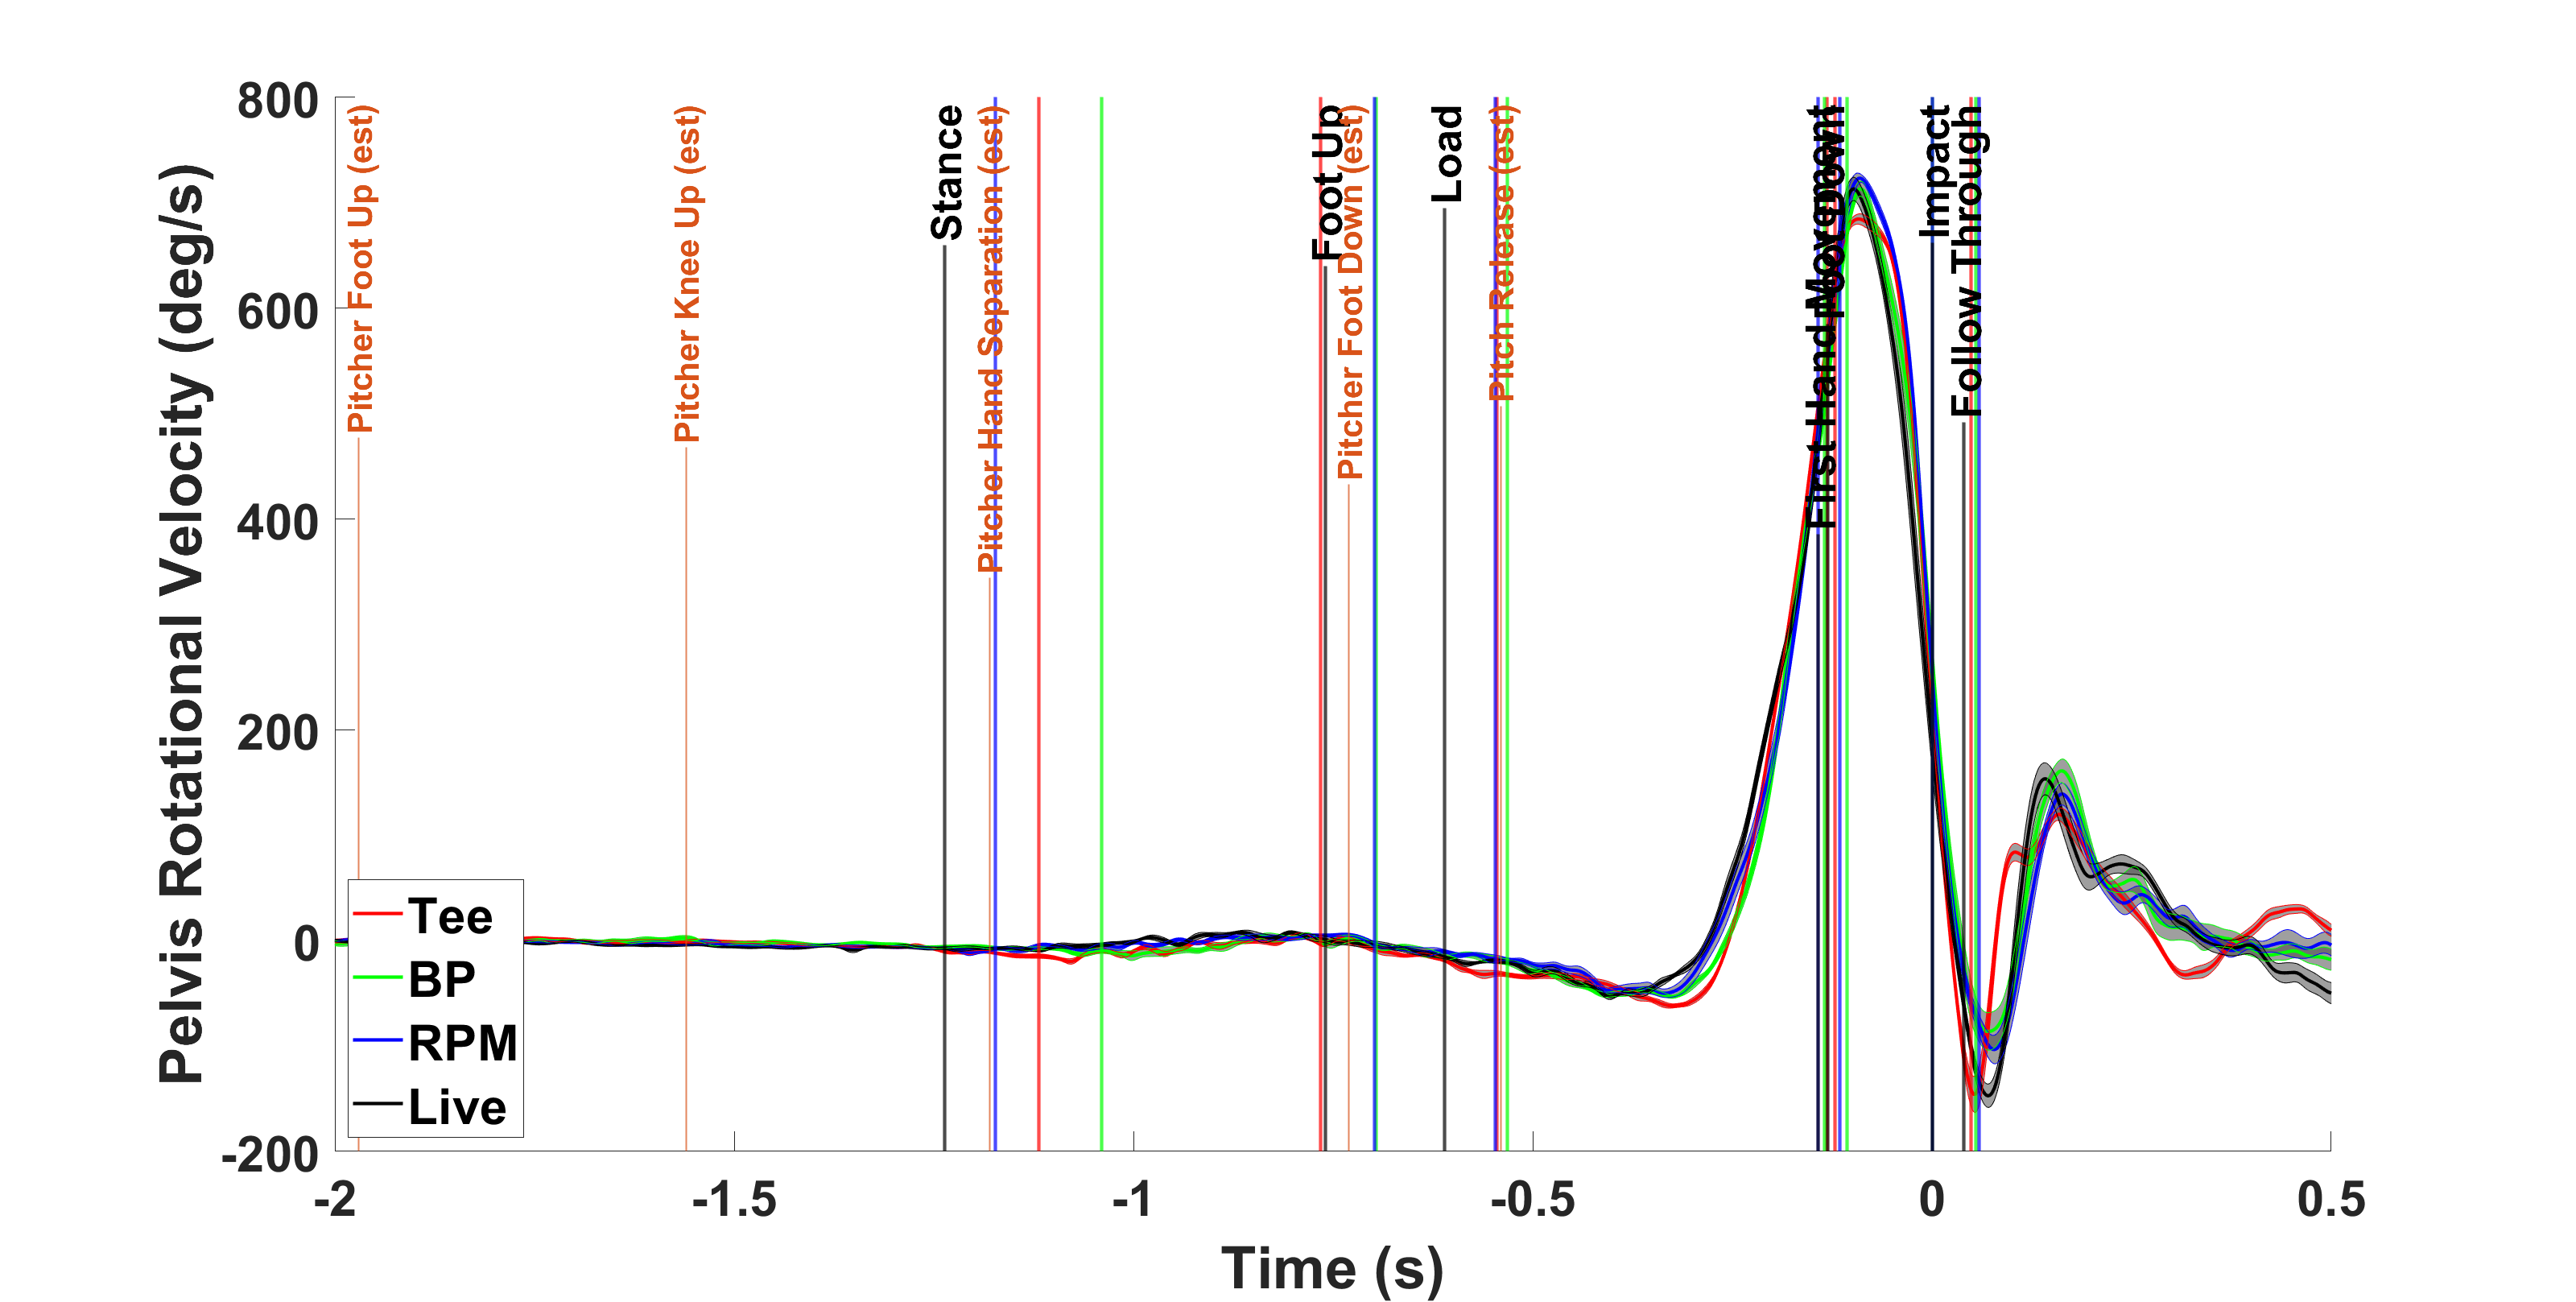 Pelvis Rotational Velocity (deg/s)
800
600
400
200
0
-200
Pitcher Foot Up (est)
Pitcher Knee Up (est)
Stance
Pitcher Hand Separation (est)
Foot Up
Pitcher Foot Down (est)
Load
Pitch Release (est)
First Hand Movement
Down
Impact
Follow Through
Tee
BP
RPM
Live
-2
-1.5
-1
-0.5
0
0.5
Time (s)